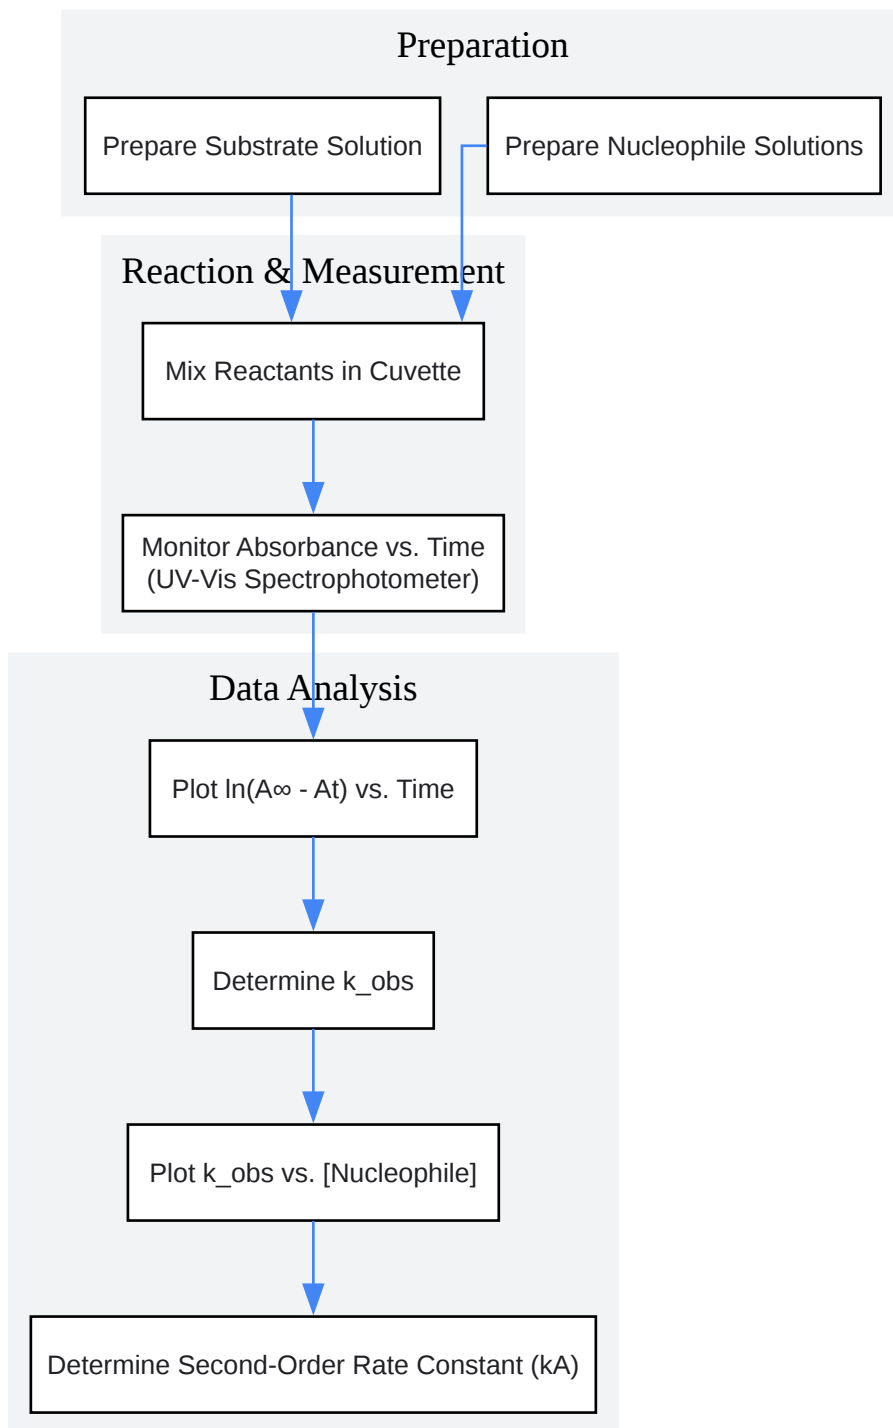 Preparation
Prepare Substrate Solution
Prepare Nucleophile Solutions
Reaction & Measurement
Mix Reactants in Cuvette
Monitor Absorbance vs. Time
(UV-Vis Spectrophotometer)
Data Analysis
Plot ln(A∞ - At) vs. Time
Determine k_obs
Plot k_obs vs. [Nucleophile]
Determine Second-Order Rate Constant (kA)